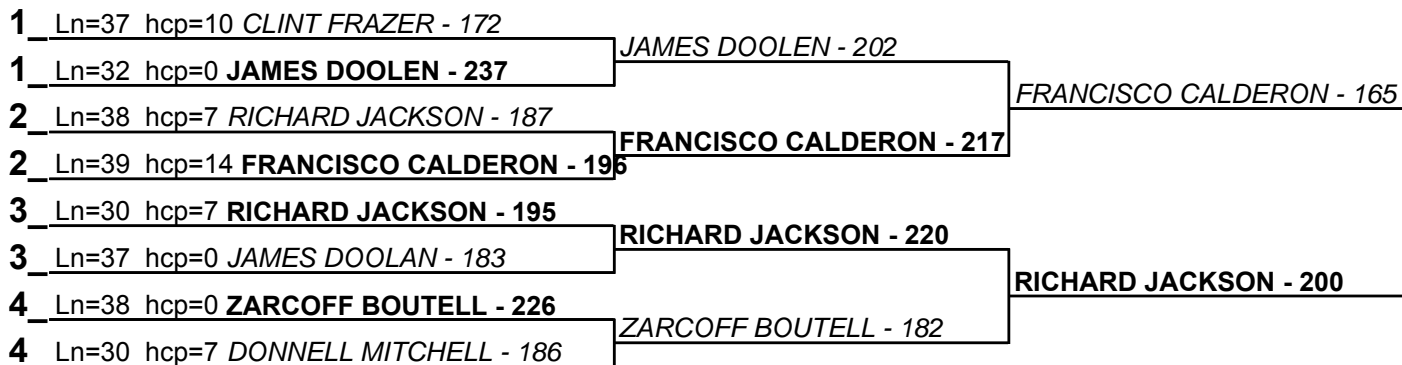 1_ Ln=37 hcp=10 CLINT FRAZER - 172
JAMES DOOLEN - 202
1_ Ln=32 hcp=0 JAMES DOOLEN - 237
FRANCISCO CALDERON - 165
2_ Ln=38 hcp=7 RICHARD JACKSON - 187
FRANCISCO CALDERON - 217
2_ Ln=39 hcp=14 FRANCISCO CALDERON - 196
3_ Ln=30 hcp=7 RICHARD JACKSON - 195
RICHARD JACKSON - 220
3_ Ln=37 hcp=0 JAMES DOOLAN - 183
RICHARD JACKSON - 200
4_ Ln=38 hcp=0 ZARCOFF BOUTELL - 226
ZARCOFF BOUTELL - 182
4 Ln=30 hcp=7 DONNELL MITCHELL - 186